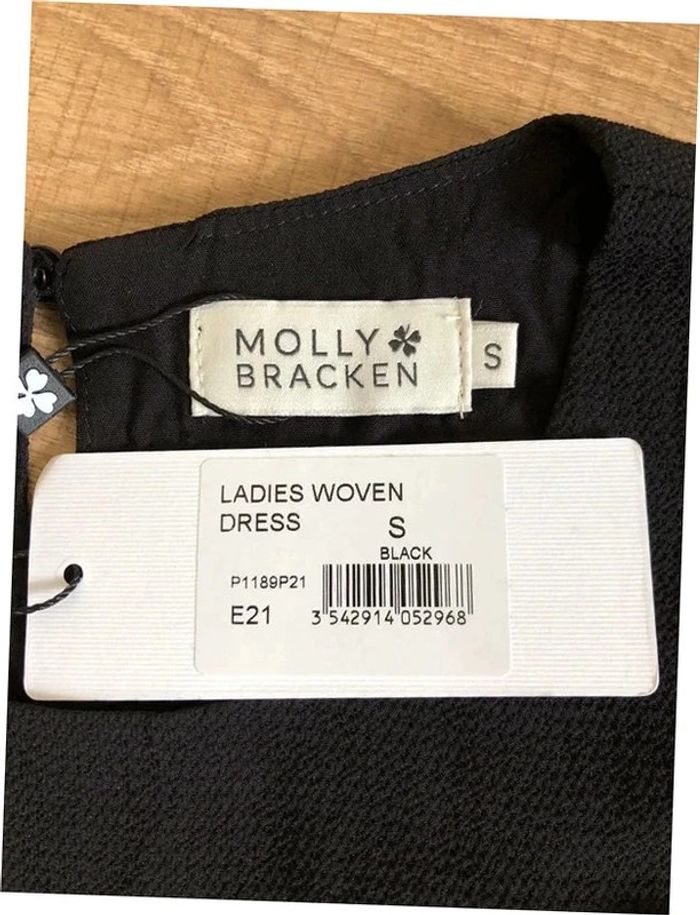 MOLLY
BRACKEN
S
LADIES WOVEN
DRESS
S
BLACK
P1189P21
E21
3 542914 052968